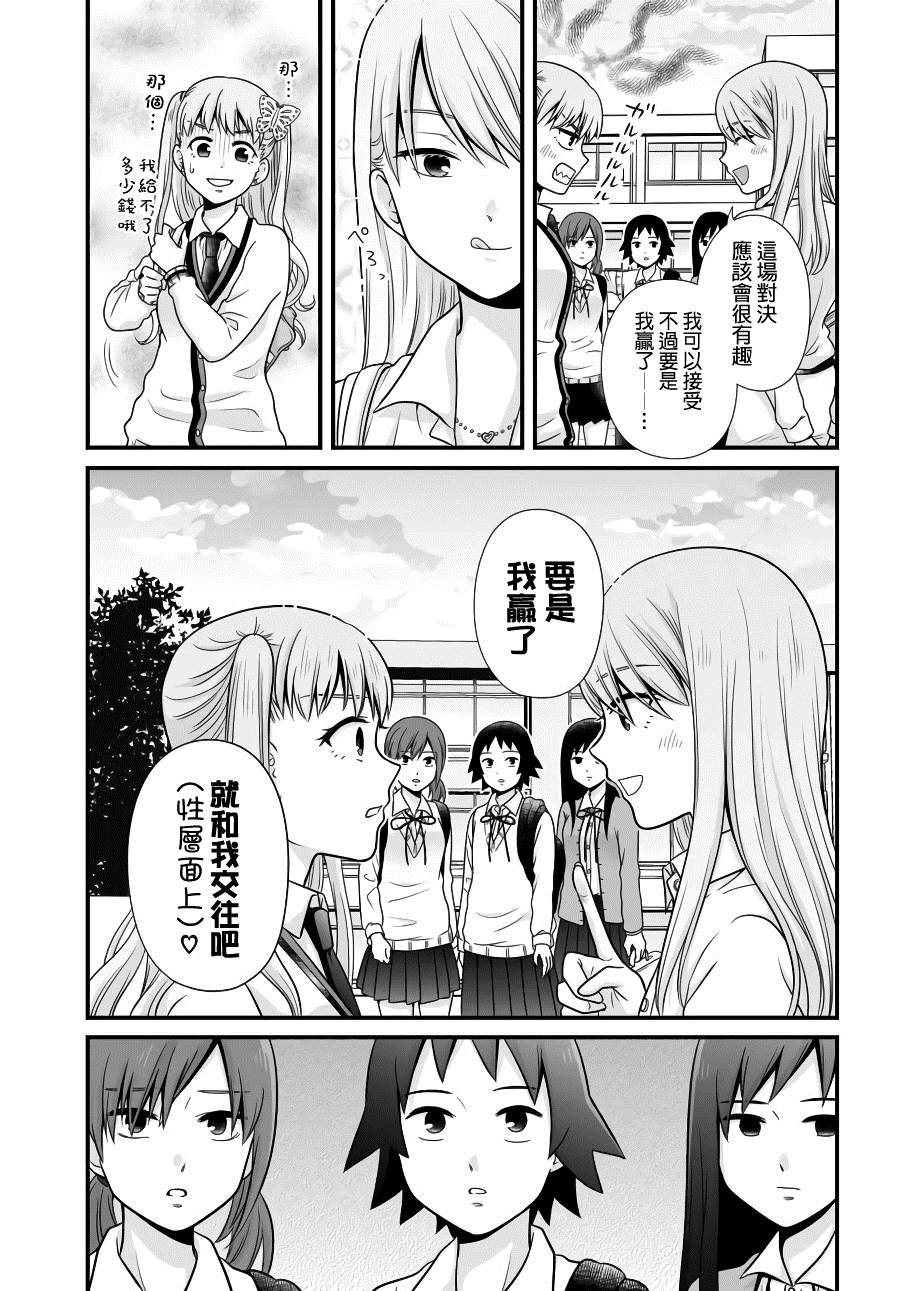 ガルルルルル
這場對決
應該會很有趣
我可以接受
不過要是
我贏了——……
ぺろっ
那…
那個…
我給不了
多少錢哦
要是
我贏了
就和我交往吧
(性層面上)♡